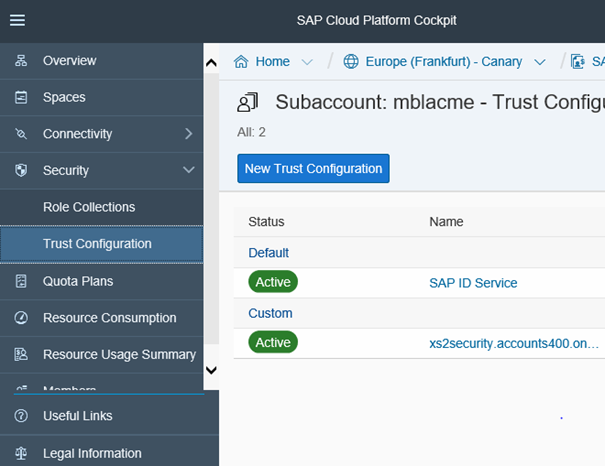 SAP Cloud Platform Cockpit
Overview
Spaces
Connectivity
Security
Role Collections
Trust Configuration
Quota Plans
Resource Consumption
Resource Usage Summary
Members
Useful Links
Legal Information
Home / Europe (Frankfurt) - Canary / SA
Subaccount: mblacme - Trust Configu
All: 2
New Trust Configuration
Status Name
Default
Active SAP ID Service
Custom
Active xs2security.accounts400.on...